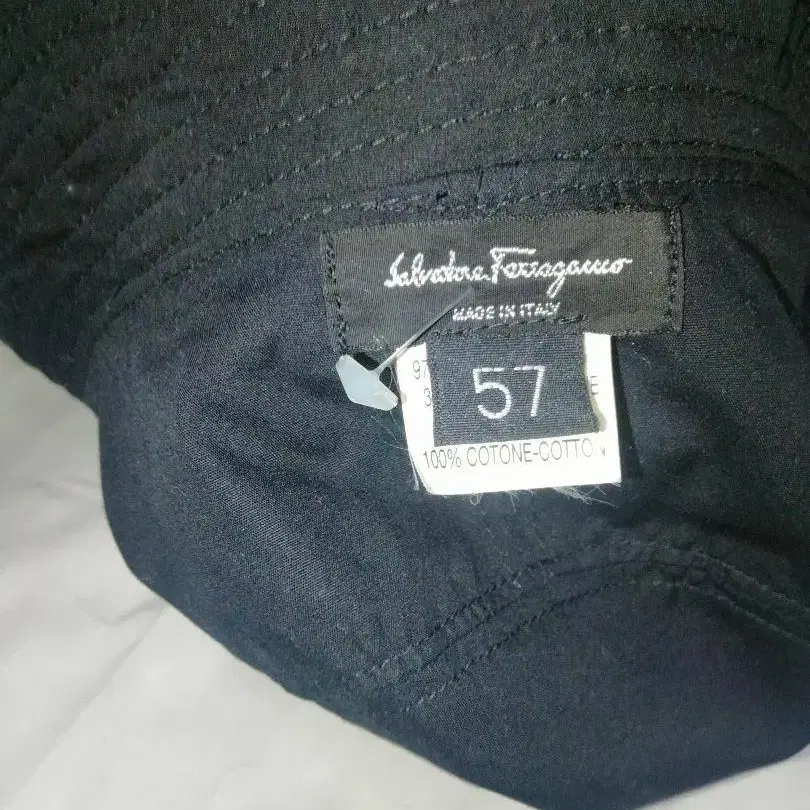 Salvatore Ferragamo
MADE IN ITALY
57
100% COTONE-COTTON